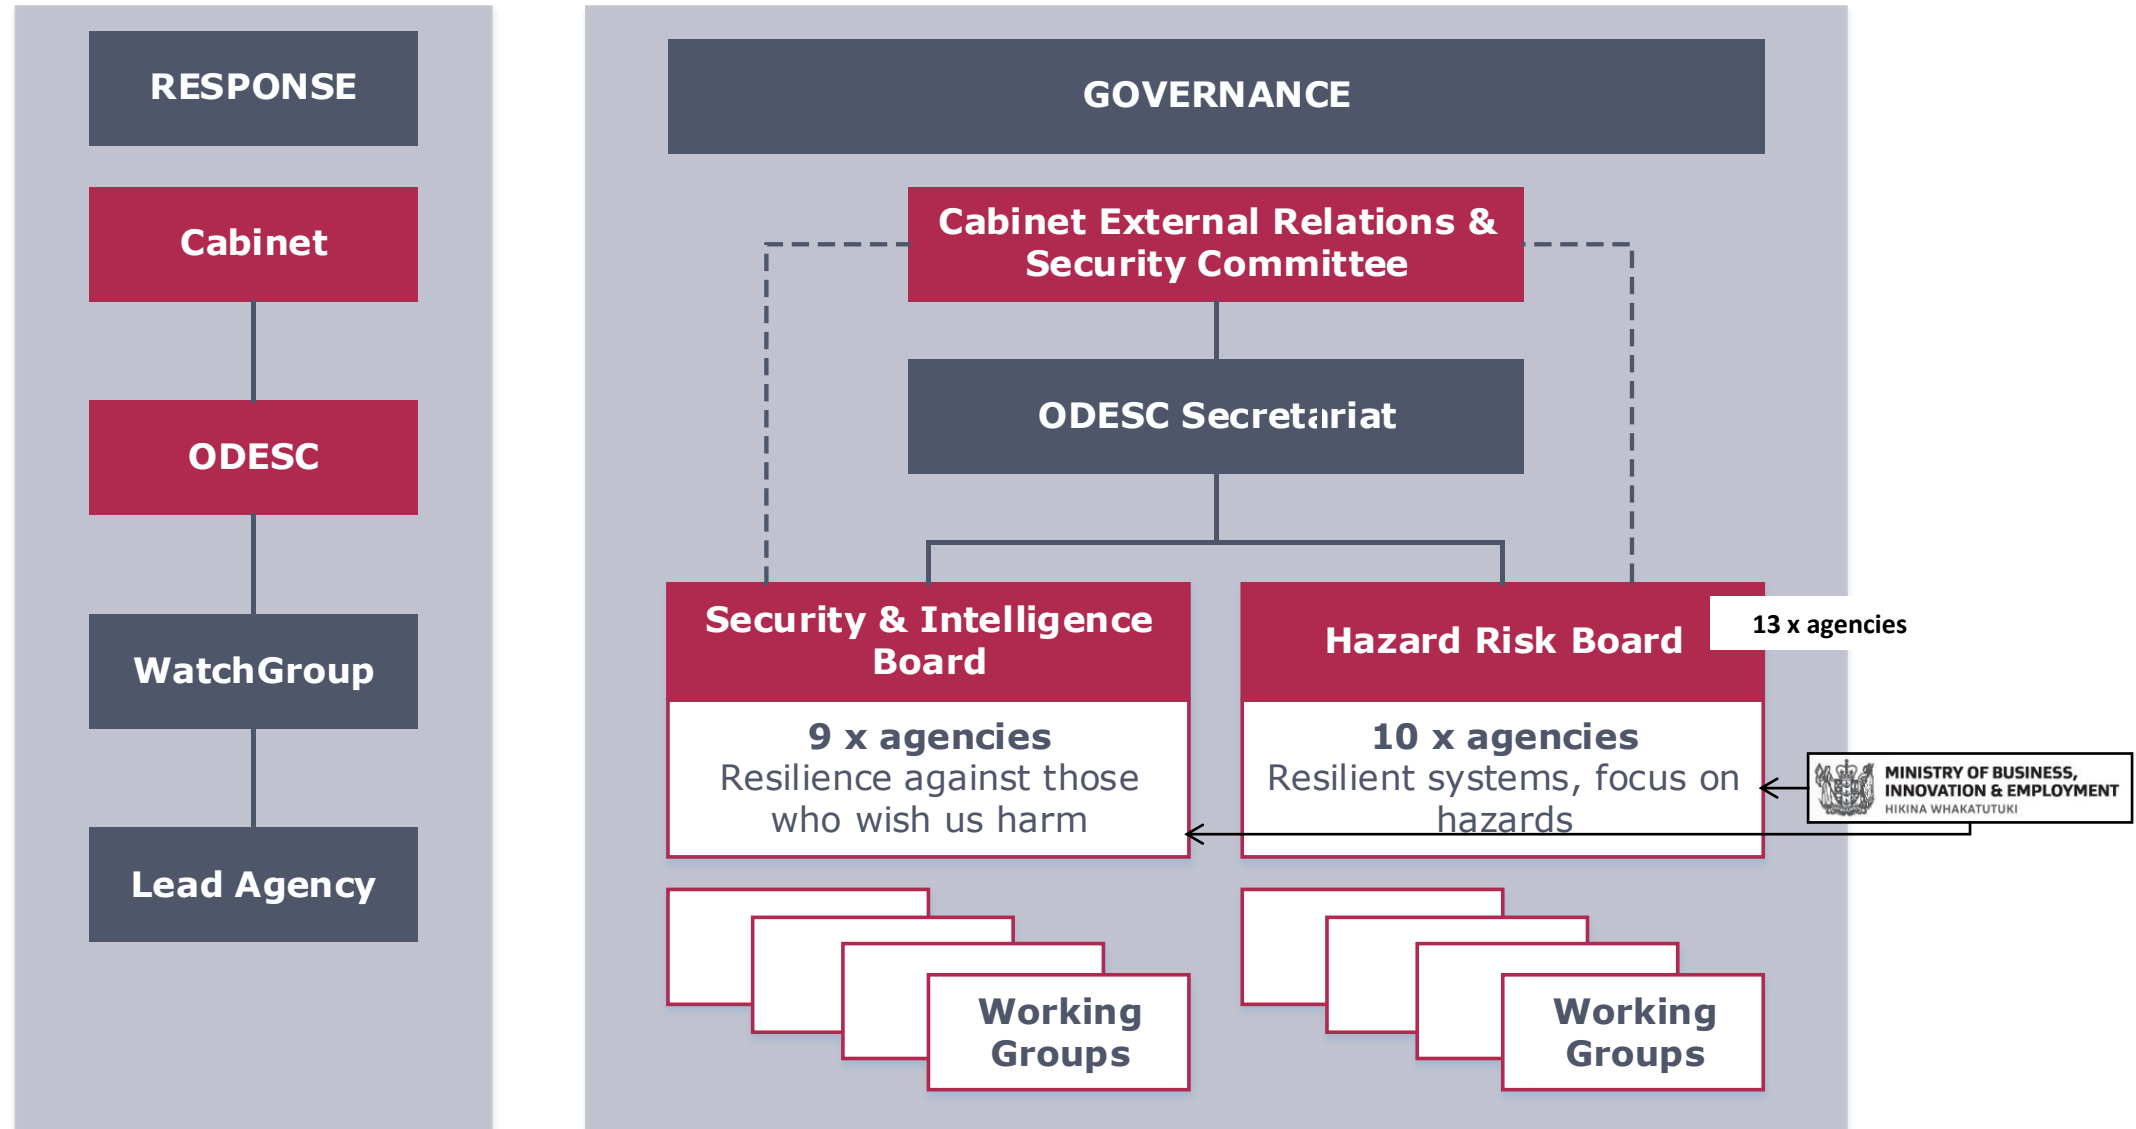 RESPONSE
Cabinet
ODESC
WatchGroup
Lead Agency
GOVERNANCE
Cabinet External Relations &
Security Committee
ODESC Secretariat
Security & Intelligence
Board
9 x agencies
Resilience against those
who wish us harm
Working
Groups
Hazard Risk Board
13 x agencies
10 x agencies
Resilient systems, focus on
hazards
Working
Groups
MINISTRY OF BUSINESS,
INNOVATION & EMPLOYMENT
HIKINA WHAKATUTUKI